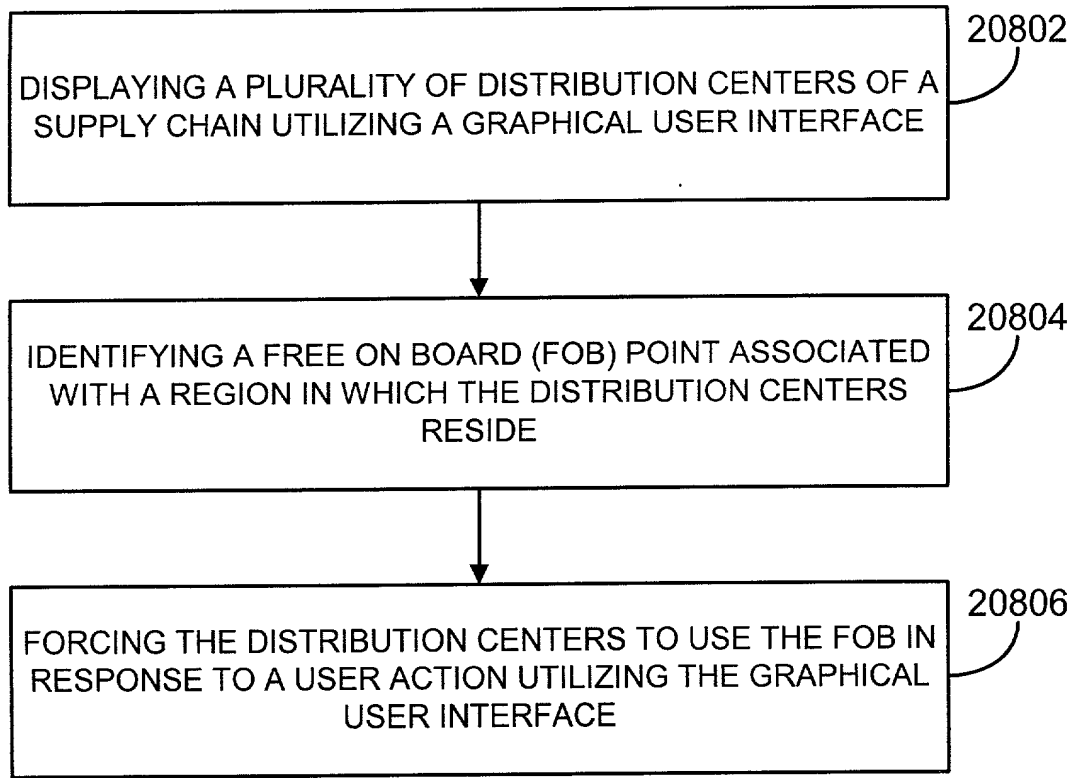 20802
DISPLAYING A PLURALITY OF DISTRIBUTION CENTERS OF A
SUPPLY CHAIN UTILIZING A GRAPHICAL USER INTERFACE
20804
IDENTIFYING A FREE ON BOARD (FOB) POINT ASSOCIATED
WITH A REGION IN WHICH THE DISTRIBUTION CENTERS
RESIDE
20806
FORCING THE DISTRIBUTION CENTERS TO USE THE FOB IN
RESPONSE TO A USER ACTION UTILIZING THE GRAPHICAL
USER INTERFACE